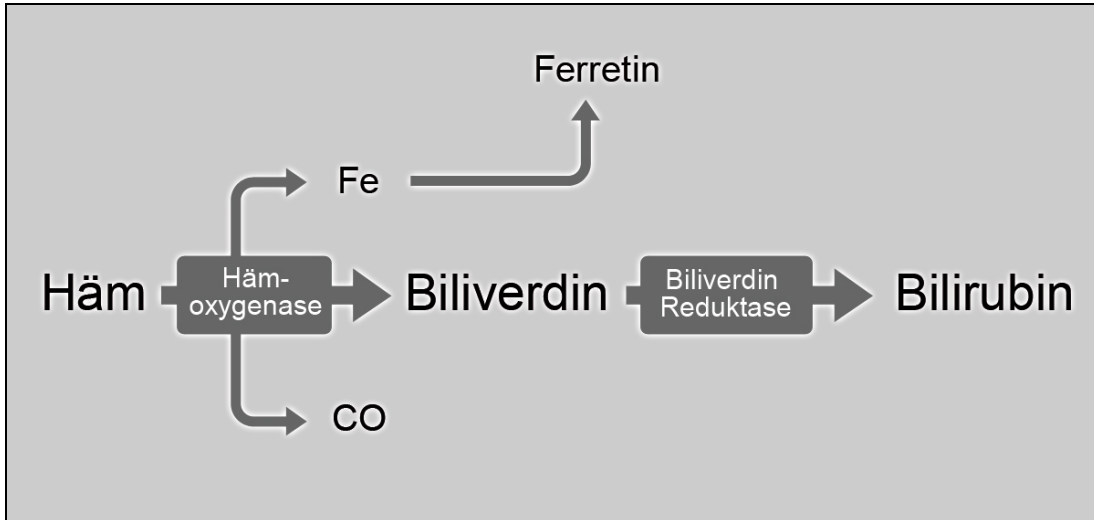 Ferretin
Fe
Häm
Häm-
oxygenase
Biliverdin
Biliverdin
Reduktase
Bilirubin
CO